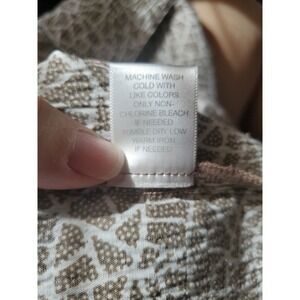 MACHINE WASH
COLD WITH
LIKE COLORS
ONLY NON-
CHLORINE BLEACH
IF NEEDED
TUMBLE DRY LOW
WARM IRON
IF NEEDED